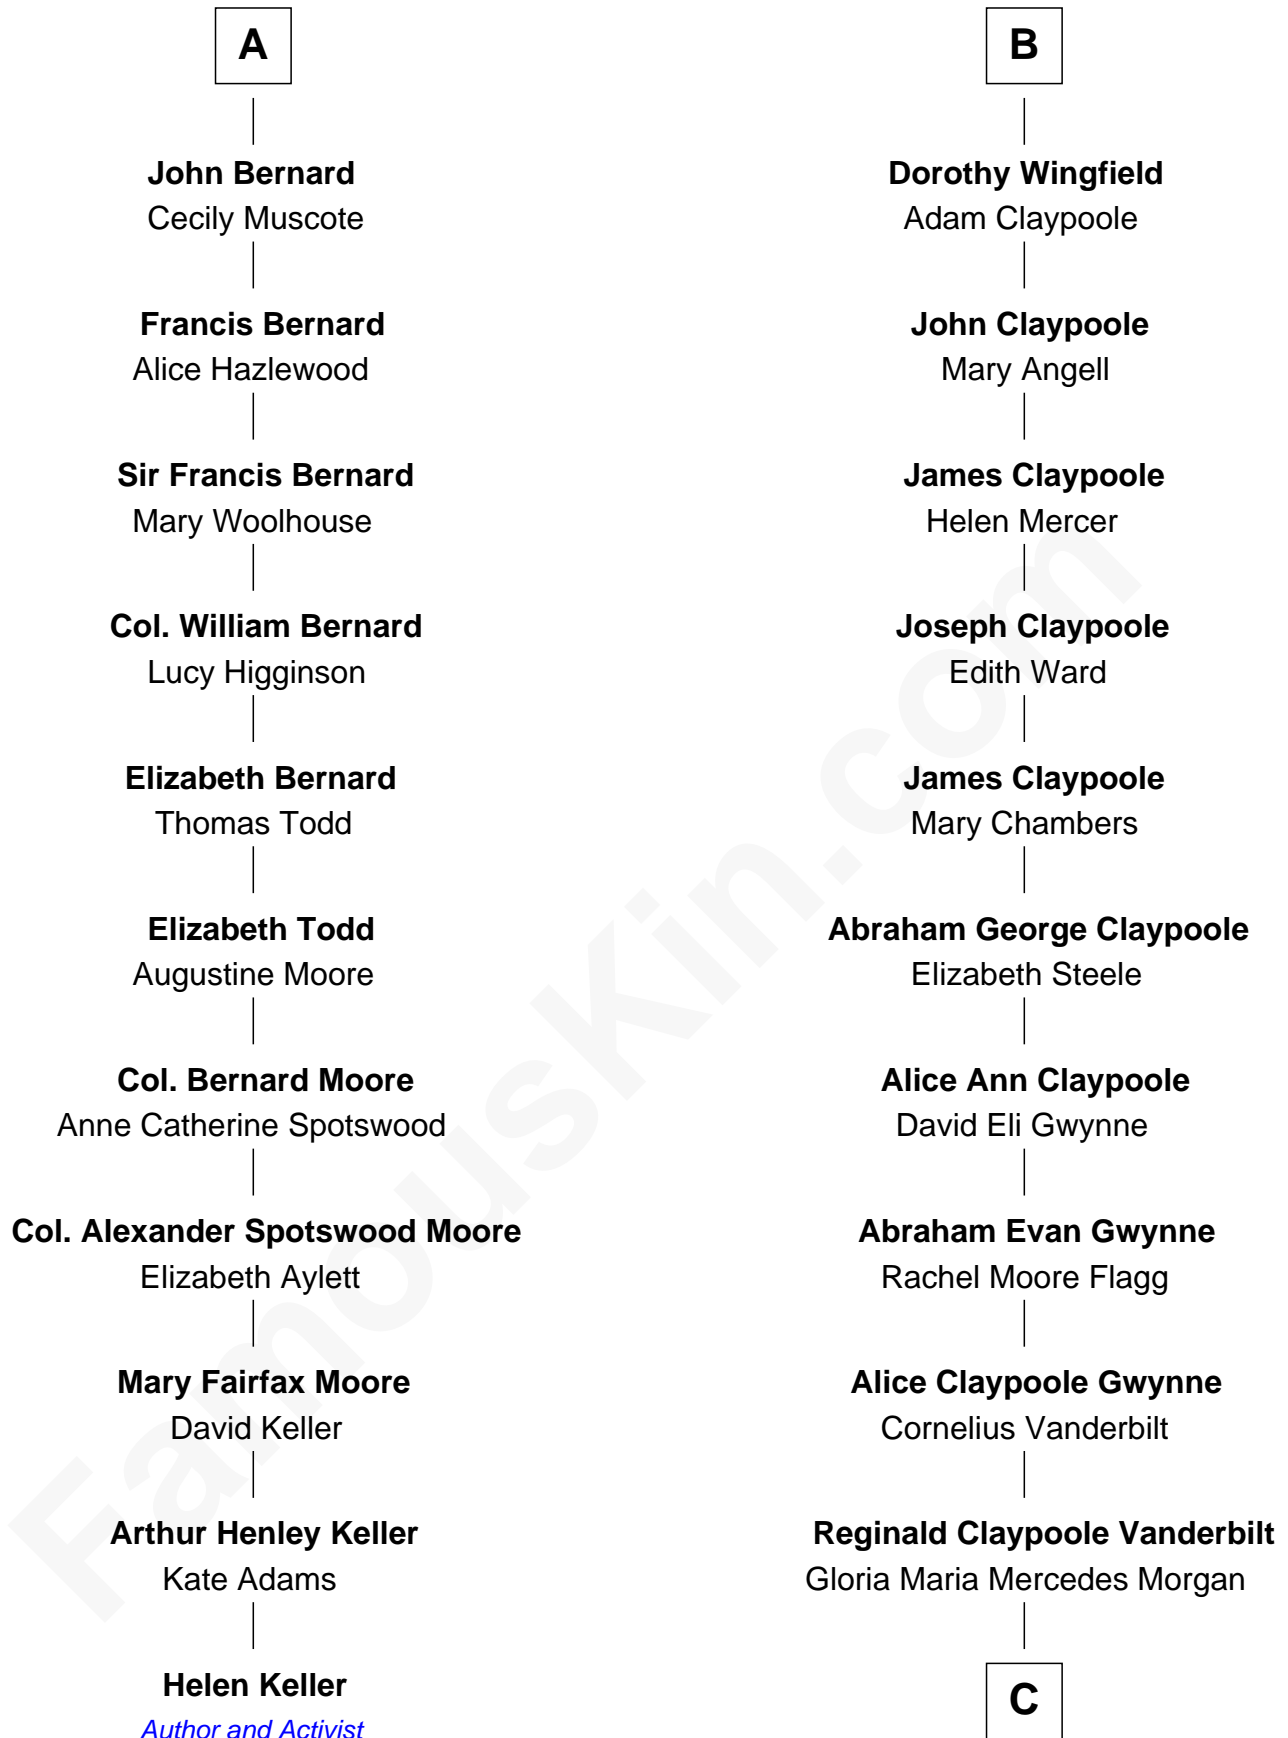 A
John Bernard
Cecily Muscote
Francis Bernard
Alice Hazlewood
Sir Francis Bernard
Mary Woolhouse
Col. William Bernard
Lucy Higginson
Elizabeth Bernard
Thomas Todd
Elizabeth Todd
Augustine Moore
Col. Bernard Moore
Anne Catherine Spotswood
Col. Alexander Spotswood Moore
Elizabeth Aylett
Mary Fairfax Moore
David Keller
Arthur Henley Keller
Kate Adams
Helen Keller
Author and Activist
B
Dorothy Wingfield
Adam Claypoole
John Claypoole
Mary Angell
James Claypoole
Helen Mercer
Joseph Claypoole
Edith Ward
James Claypoole
Mary Chambers
Abraham George Claypoole
Elizabeth Steele
Alice Ann Claypoole
David Eli Gwynne
Abraham Evan Gwynne
Rachel Moore Flagg
Alice Claypoole Gwynne
Cornelius Vanderbilt
Reginald Claypoole Vanderbilt
Gloria Maria Mercedes Morgan
C
FamousKin.com